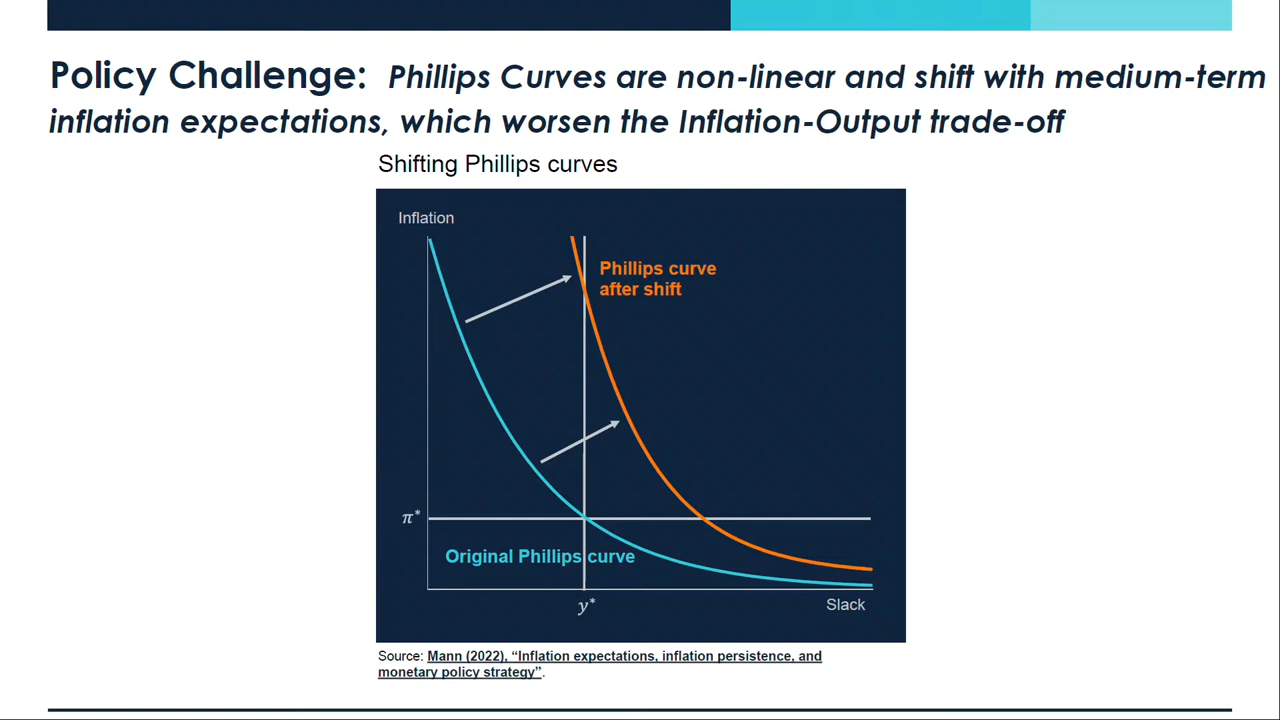 Policy Challenge: Phillips Curves are non-linear and shift with medium-term
inflation expectations, which worsen the Inflation-Output trade-off
Shifting Phillips curves
Inflation
Phillips curve
after shift
π*
Original Phillips curve
y*
Slack
Source: Mann (2022), “Inflation expectations, inflation persistence, and
monetary policy strategy”.